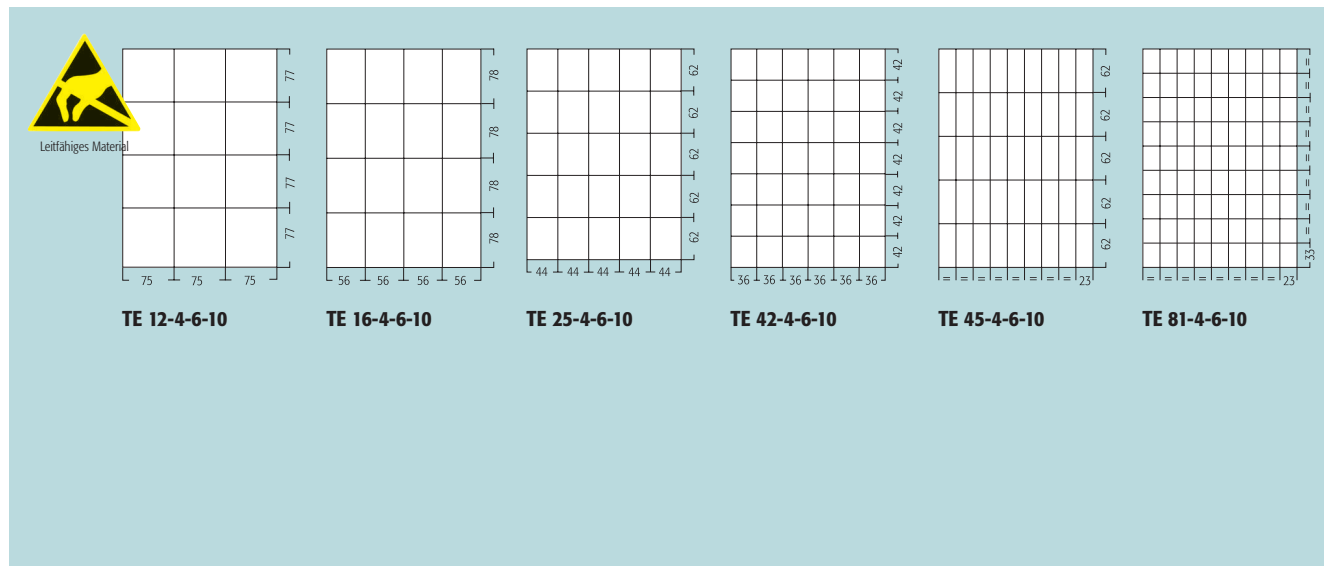 Leitfähiges Material
77
77
77
77
75 75 75
TE 12-4-6-10
78
78
78
78
56 56 56 56
TE 16-4-6-10
62
62
62
62
62
44 44 44 44 44
TE 25-4-6-10
42
42
42
42
42
42
42
36 36 36 36 36 36
TE 42-4-6-10
62
62
62
62
62
= = = = = = = = 23
TE 45-4-6-10
=
=
=
=
=
=
=
=
33
= = = = = = = = 23
TE 81-4-6-10